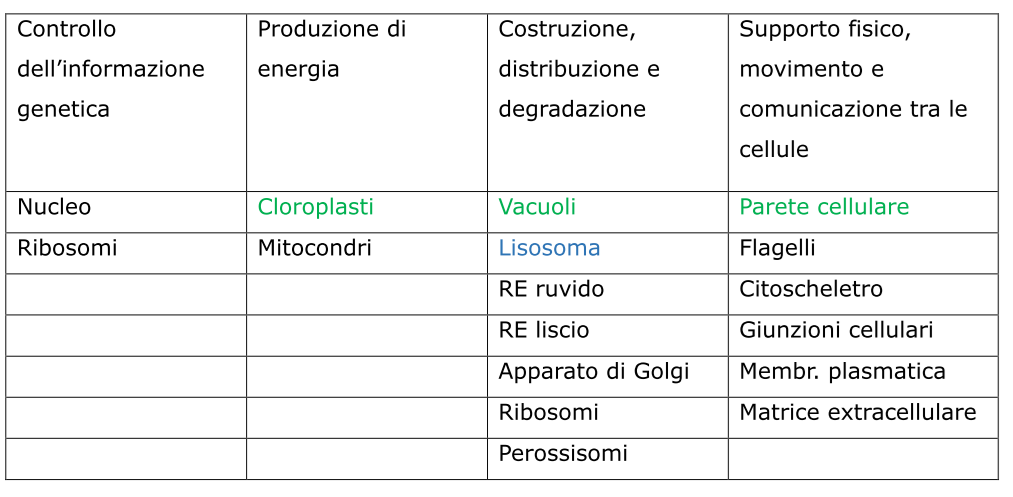 Controllo
dell’informazione
genetica
Produzione di
energia
Costruzione,
distribuzione e
degradazione
Supporto fisico,
movimento e
comunicazione tra le
cellule
Nucleo
Cloroplasti
Vacuoli
Parete cellulare
Ribosomi
Mitocondri
Lisosoma
Flagelli
RE ruvido
Citoscheletro
RE liscio
Giunzioni cellulari
Apparato di Golgi
Membr. plasmatica
Ribosomi
Matrice extracellulare
Perossisomi